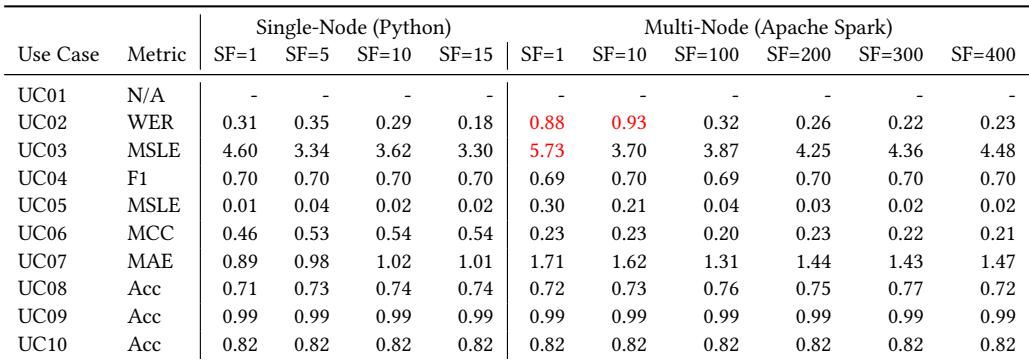 Single-Node (Python) Multi-Node (Apache Spark)
Use Case Metric SF=1 SF=5 SF=10 SF=15 SF=1 SF=10 SF=100 SF=200 SF=300 SF=400
UC01 N/A - - - - - - - - - -
UC02 WER 0.31 0.35 0.29 0.18 0.88 0.93 0.32 0.26 0.22 0.23
UC03 MSLE 4.60 3.34 3.62 3.30 5.73 3.70 3.87 4.25 4.36 4.48
UC04 F1 0.70 0.70 0.70 0.70 0.69 0.70 0.69 0.70 0.70 0.70
UC05 MSLE 0.01 0.04 0.02 0.02 0.30 0.21 0.04 0.03 0.02 0.02
UC06 MCC 0.46 0.53 0.54 0.54 0.23 0.23 0.20 0.23 0.22 0.21
UC07 MAE 0.89 0.98 1.02 1.01 1.71 1.62 1.31 1.44 1.43 1.47
UC08 Acc 0.71 0.73 0.74 0.74 0.72 0.73 0.76 0.75 0.77 0.72
UC09 Acc 0.99 0.99 0.99 0.99 0.99 0.99 0.99 0.99 0.99 0.99
UC10 Acc 0.82 0.82 0.82 0.82 0.82 0.82 0.82 0.82 0.82 0.82